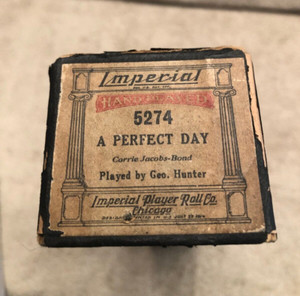 Imperial
HAND PLAYED
5274
A PERFECT DAY
Carrie Jacobs-Bond
Played by Geo. Hunter
Imperial Player Roll Co.
Chicago